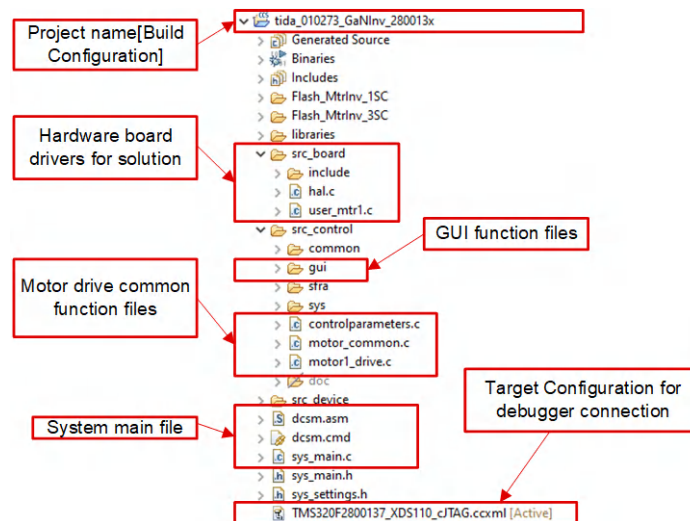 Project name[Build
Configuration]
tida_010273_GaNInv_280013x
Generated Source
Binaries
Includes
Flash_MtrInv_1SC
Flash_MtrInv_3SC
libraries
Hardware board
drivers for solution
src_board
include
hal.c
user_mtr1.c
src_control
common
gui
GUI function files
sfra
sys
Motor drive common
function files
controlparameters.c
motor_common.c
motor1_drive.c
doc
src_device
Target Configuration for
debugger connection
System main file
dcsm.asm
dcsm.cmd
sys_main.c
sys_main.h
sys_settings.h
TMS320F2800137_XDS110_cJTAG.ccxml [Active]